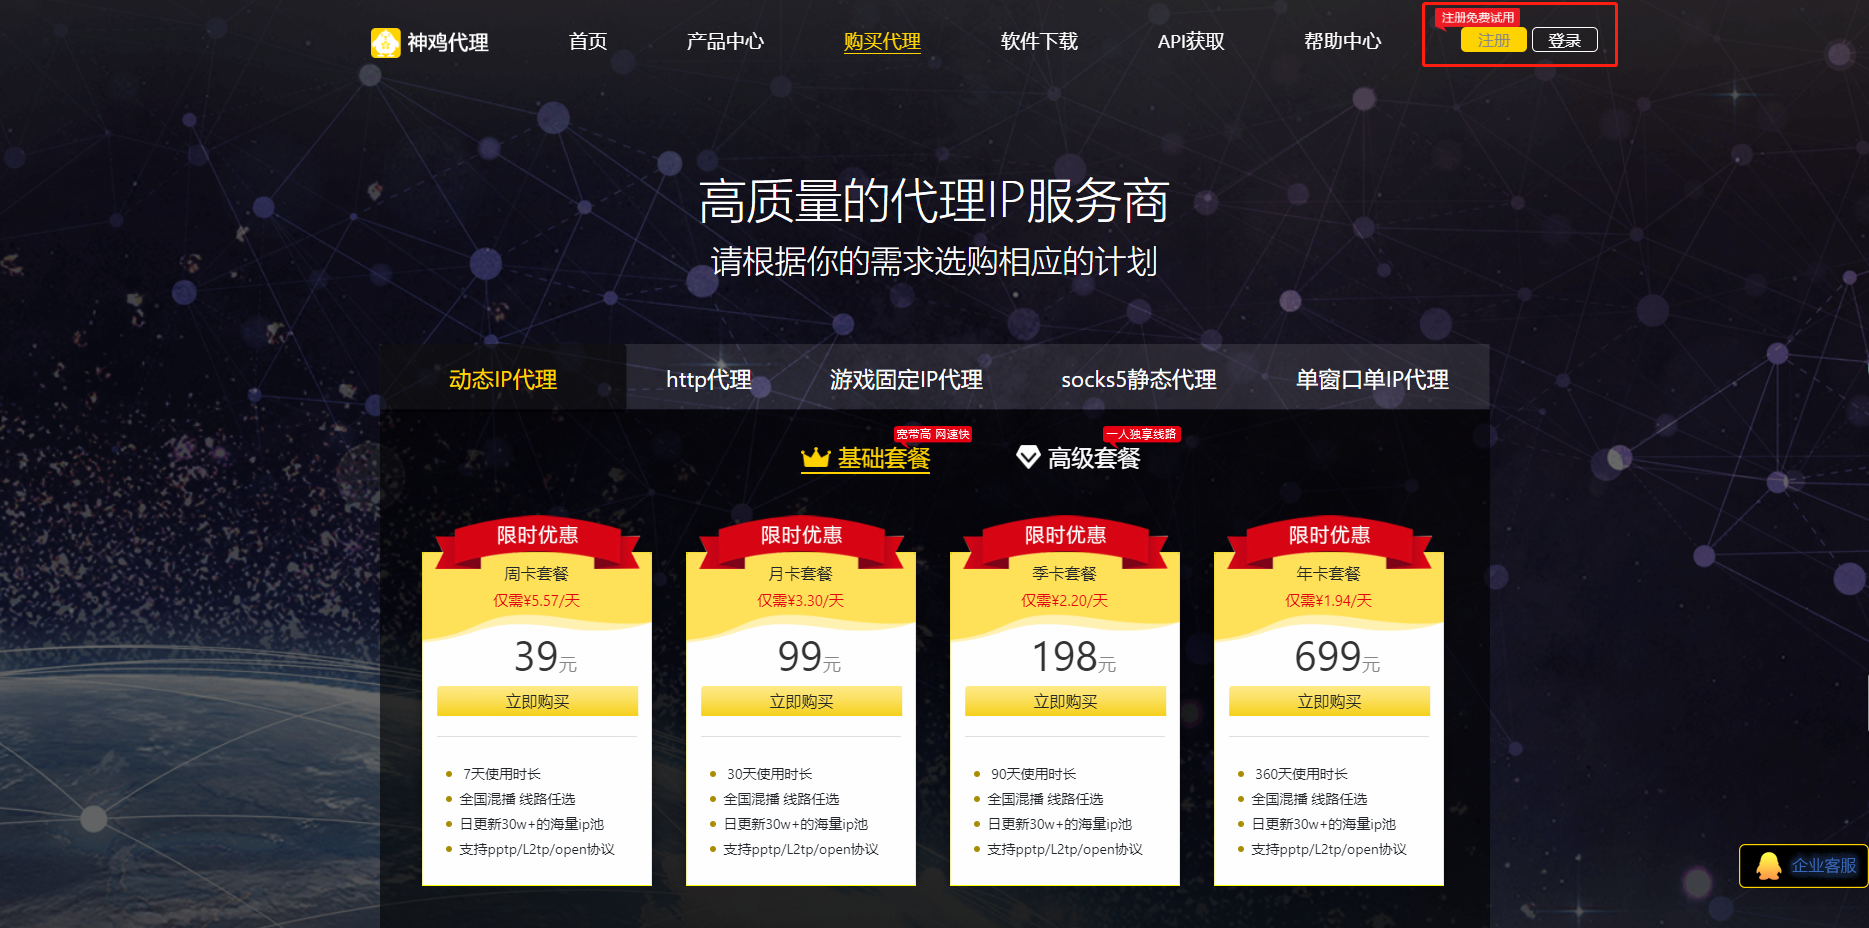 注册免费试用
神鸡代理 首页 产品中心 购买代理 软件下载 API获取 帮助中心 注册 登录
高质量的代理IP服务商
请根据你的需求选购相应的计划
动态IP代理 http代理 游戏固定IP代理 socks5静态代理 单窗口单IP代理
宽带高 网速快 一人独享线路
基础套餐 高级套餐
限时优惠 限时优惠 限时优惠 限时优惠
周卡套餐 月卡套餐 季卡套餐 年卡套餐
仅需¥5.57/天 仅需¥3.30/天 仅需¥2.20/天 仅需¥1.94/天
39元 99元 198元 699元
立即购买 立即购买 立即购买 立即购买
7天使用时长 30天使用时长 90天使用时长 360天使用时长
全国混播 线路任选 全国混播 线路任选 全国混播 线路任选 全国混播 线路任选
日更新30w+的海量ip池 日更新30w+的海量ip池 日更新30w+的海量ip池 日更新30w+的海量ip池
支持pptp/L2tp/open协议 支持pptp/L2tp/open协议 支持pptp/L2tp/open协议 支持pptp/L2tp/open协议
企业客服